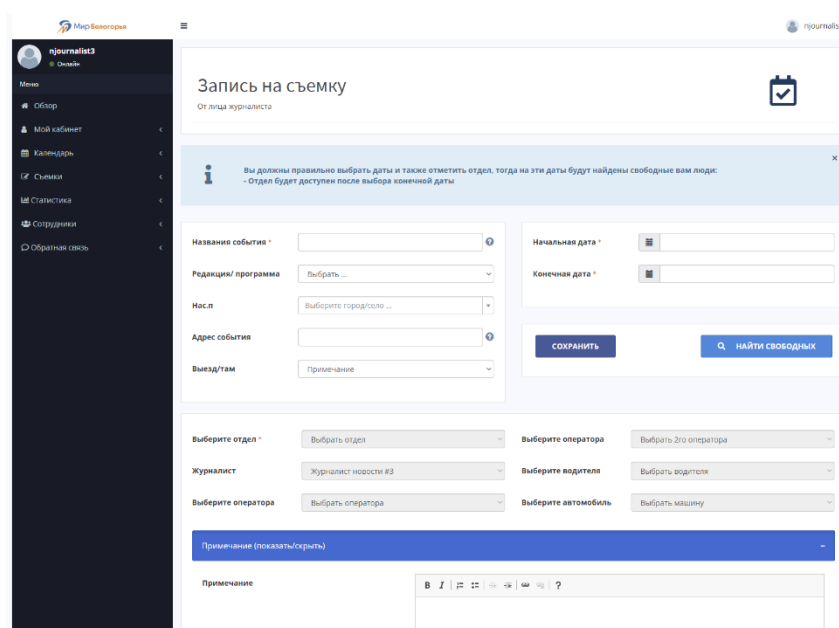 Мир Белогорья
njournalis
njournalist3
Онлайн
Меню
Обзор
Мой кабинет
Календарь
Съемки
Статистика
Сотрудники
Обратная связь
Запись на съемку
От лица журналиста
Вы должны правильно выбрать даты и также отметить отдел, тогда на эти даты будут найдены свободные вам люди:
- Отдел будет доступен после выбора конечной даты
Названия события *
Редакция/ программа Выбрать ...
Нас.п Выберите город/село ...
Адрес события
Выезд/там Примечание
Начальная дата *
Конечная дата *
СОХРАНИТЬ НАЙТИ СВОБОДНЫХ
Выберите отдел * Выбрать отдел Выберите оператора Выбрать 2го оператора
Журналист Журналист новости #3 Выберите водителя Выбрать водителя
Выберите оператора Выбрать оператора Выберите автомобиль Выбрать машину
Примечание (показать/скрыть)
Примечание